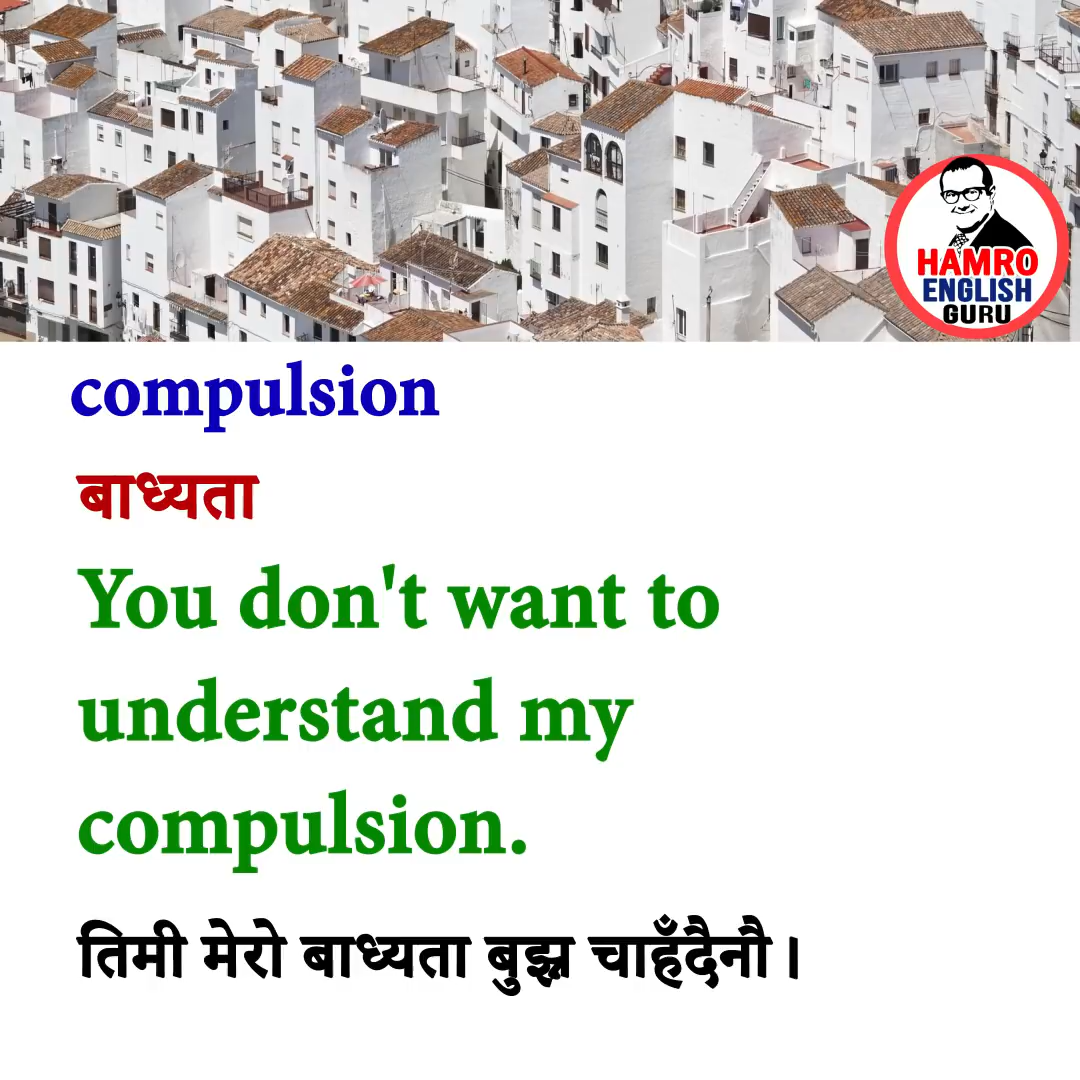 HAMRO
ENGLISH
GURU
compulsion
बाध्यता
You don't want to
understand my
compulsion.
तिमी मेरो बाध्यता बुझ्न चाहँदैनौ।